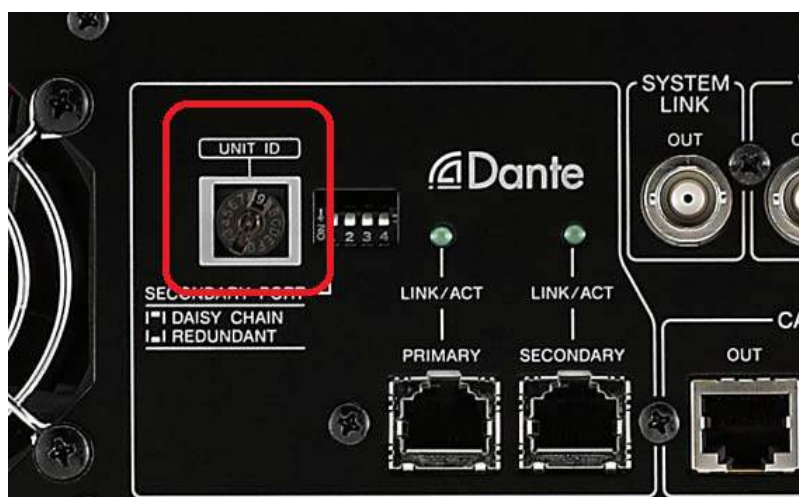 SYSTEM
LINK
OUT
UNIT ID
Dante
ON
2 3 4
SECONDARY PORT
DAISY CHAIN
REDUNDANT
LINK/ACT
LINK/ACT
PRIMARY
SECONDARY
OUT